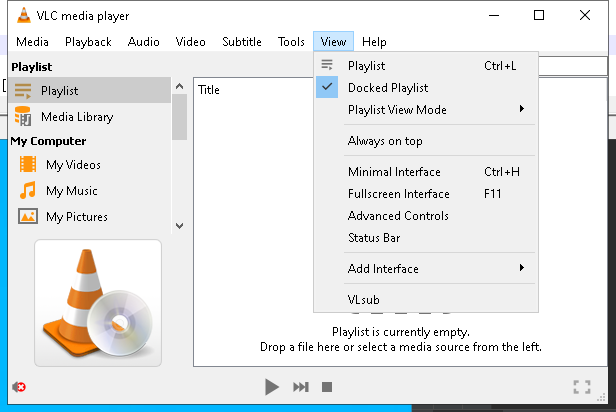 VLC media player
Media Playback Audio Video Subtitle Tools View Help
Playlist
Playlist
Media Library
My Computer
My Videos
My Music
My Pictures
Title
Playlist Ctrl+L
Docked Playlist
Playlist View Mode
Always on top
Minimal Interface Ctrl+H
Fullscreen Interface F11
Advanced Controls
Status Bar
Add Interface
VLsub
Playlist is currently empty.
Drop a file here or select a media source from the left.